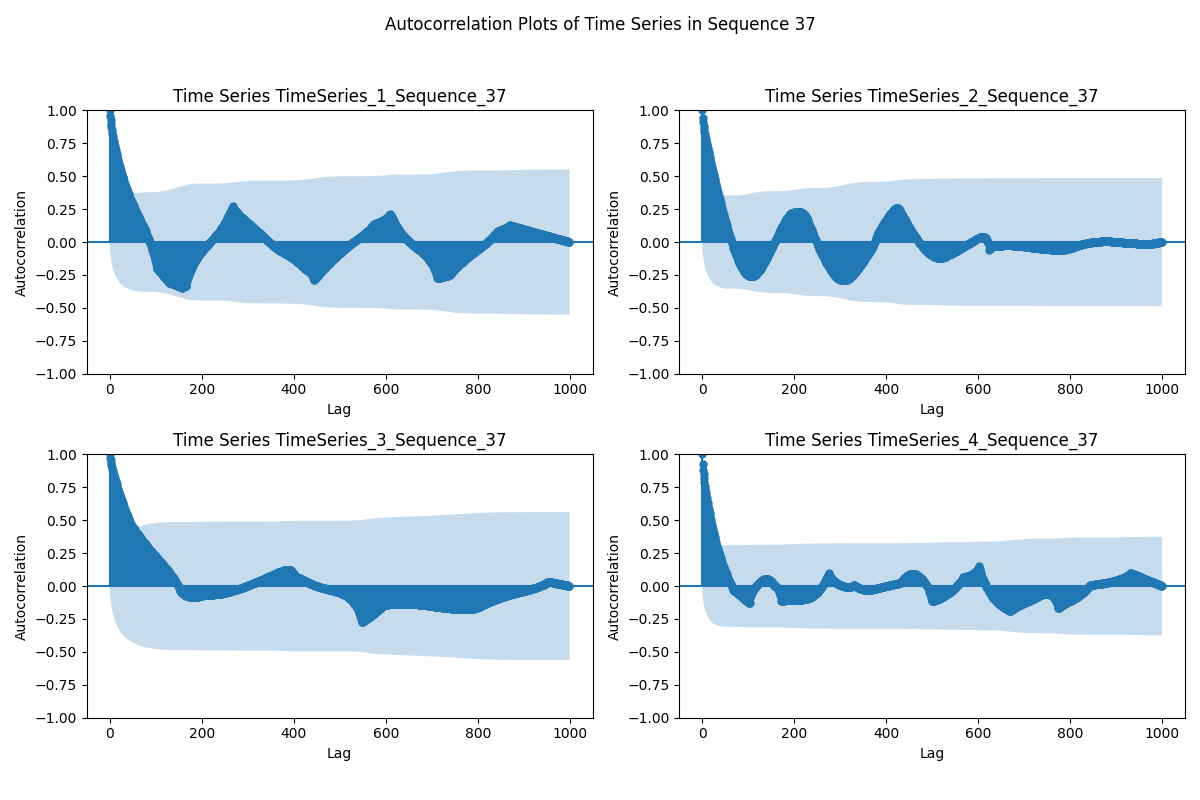 Autocorrelation Plots of Time Series in Sequence 37
Time Series TimeSeries_1_Sequence_37
1.00
0.75
0.50
0.25
0.00
−0.25
−0.50
−0.75
−1.00
Autocorrelation
0 200 400 600 800 1000
Lag
Time Series TimeSeries_2_Sequence_37
1.00
0.75
0.50
0.25
0.00
−0.25
−0.50
−0.75
−1.00
Autocorrelation
0 200 400 600 800 1000
Lag
Time Series TimeSeries_3_Sequence_37
1.00
0.75
0.50
0.25
0.00
−0.25
−0.50
−0.75
−1.00
Autocorrelation
0 200 400 600 800 1000
Lag
Time Series TimeSeries_4_Sequence_37
1.00
0.75
0.50
0.25
0.00
−0.25
−0.50
−0.75
−1.00
Autocorrelation
0 200 400 600 800 1000
Lag